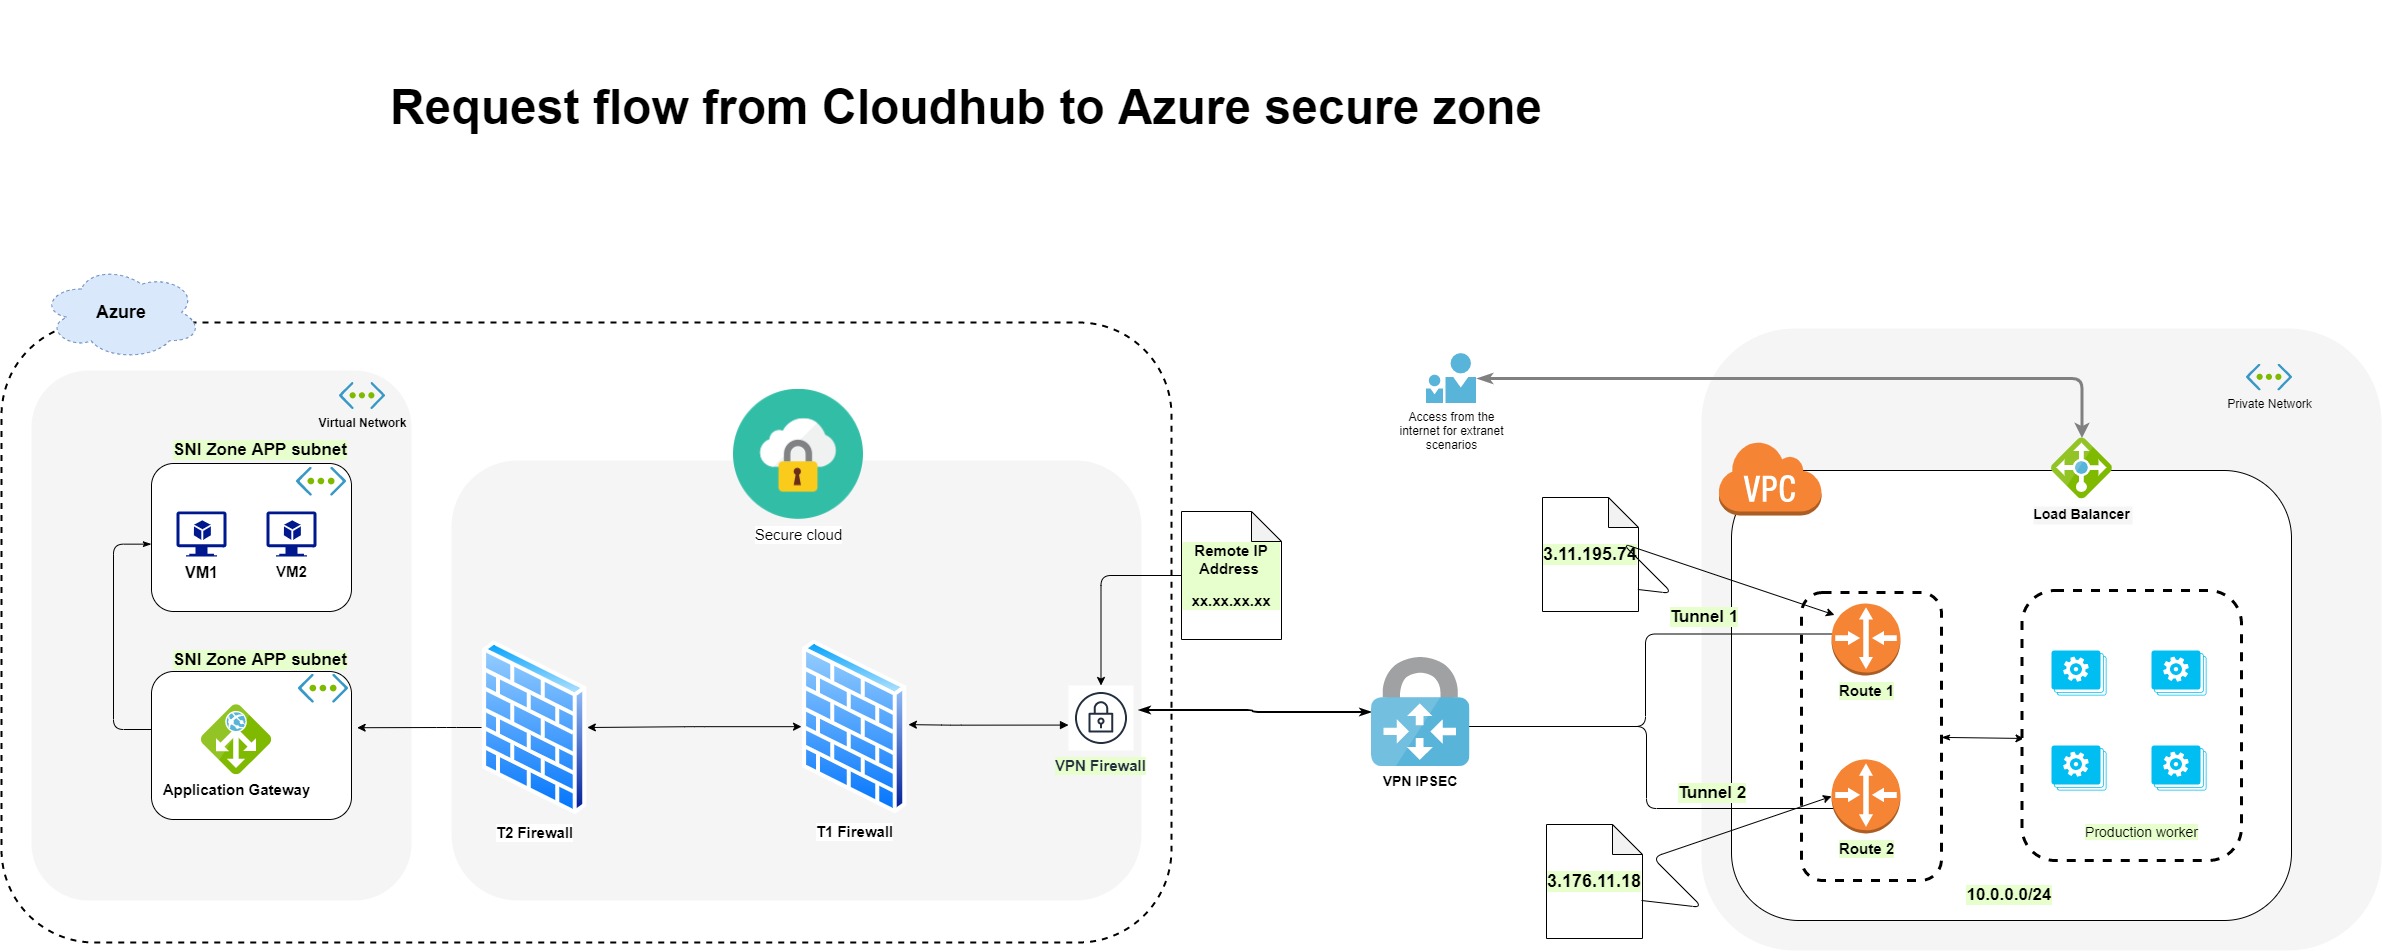 Request flow from Cloudhub to Azure secure zone
Azure
Virtual Network
SNI Zone APP subnet
VM1
VM2
SNI Zone APP subnet
Application Gateway
Secure cloud
T2 Firewall
T1 Firewall
Remote IP
Address
xx.xx.xx.xx
VPN Firewall
Access from the
internet for extranet
scenarios
VPN IPSEC
Private Network
VPC
Load Balancer
3.11.195.74
Tunnel 1
Route 1
Tunnel 2
Route 2
3.176.11.18
Production worker
10.0.0.0/24